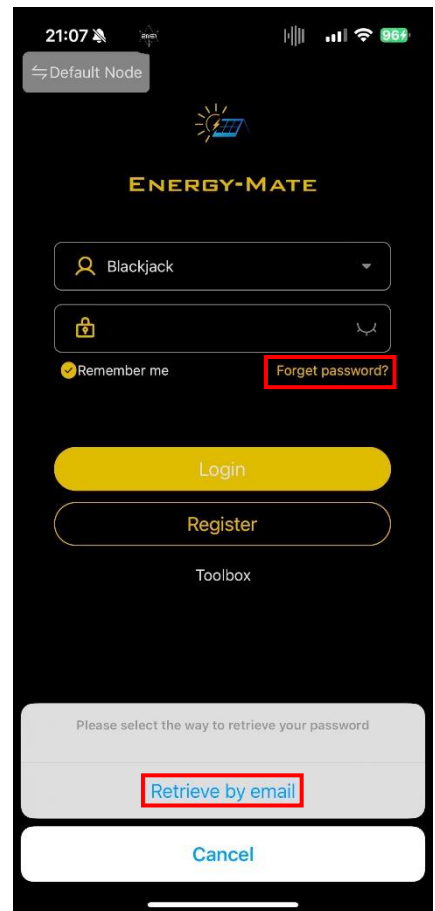 21:07
96
Default Node
ENERGY-MATE
Blackjack
Remember me
Forget password?
Login
Register
Toolbox
Please select the way to retrieve your password
Retrieve by email
Cancel